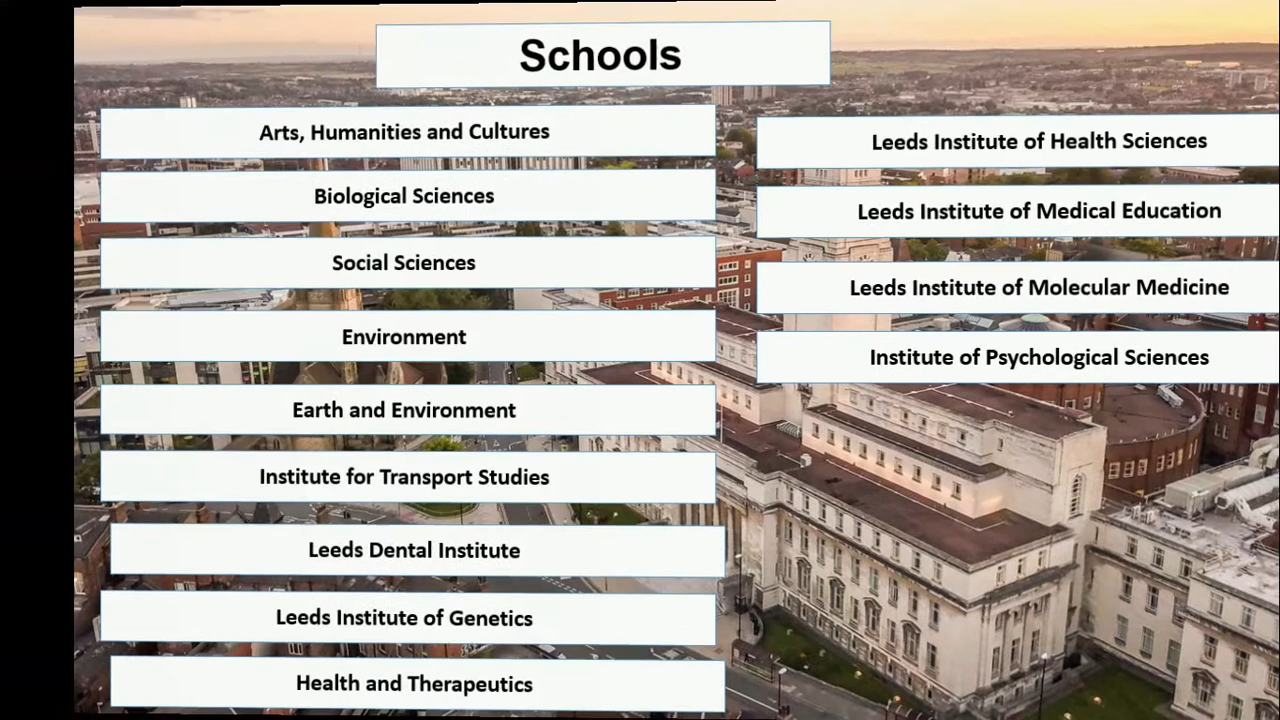 Schools
Arts, Humanities and Cultures
Biological Sciences
Social Sciences
Environment
Earth and Environment
Institute for Transport Studies
Leeds Dental Institute
Leeds Institute of Genetics
Health and Therapeutics
Leeds Institute of Health Sciences
Leeds Institute of Medical Education
Leeds Institute of Molecular Medicine
Institute of Psychological Sciences